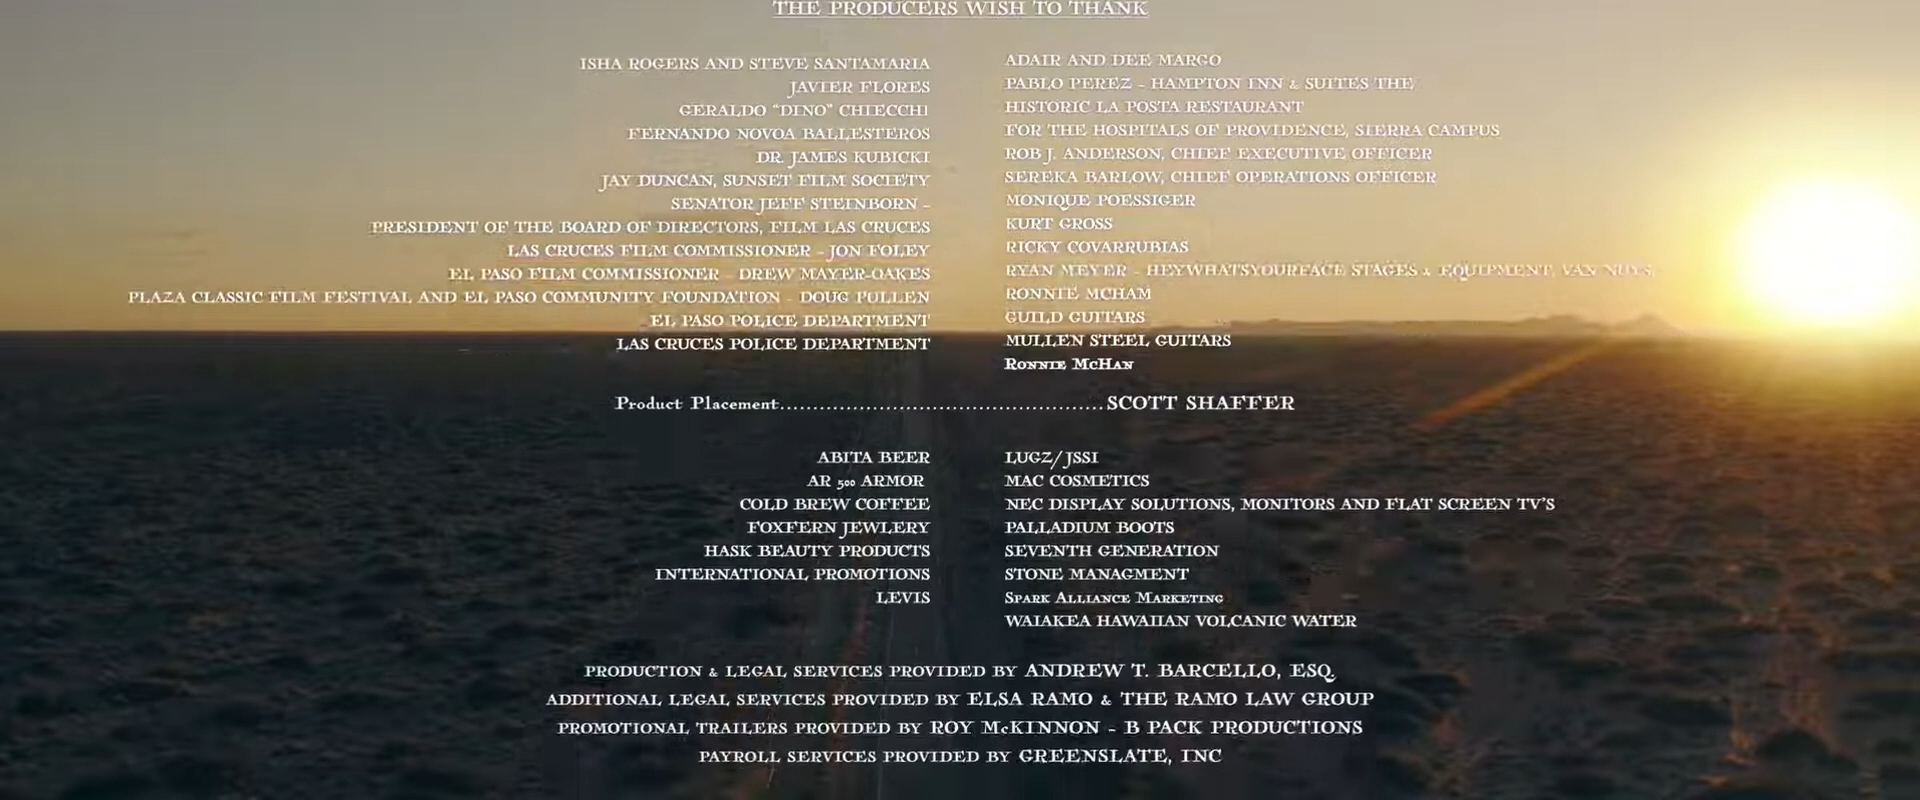 THE PRODUCERS WISH TO THANK
ISHA ROGERS AND STEVE SANTAMARIA
JAVIER FLORES
GERALDO "DINO" CHIECCHI
FERNANDO NOVOA BALLESTEROS
DR. JAMES KUBICKI
JAY DUNCAN, SUNSET FILM SOCIETY
SENATOR JEFF STEINBORN -
PRESIDENT OF THE BOARD OF DIRECTORS, FILM LAS CRUCES
LAS CRUCES FILM COMMISSIONER - JON FOLEY
EL PASO FILM COMMISSIONER - DREW MAYER-OAKES
PLAZA CLASSIC FILM FESTIVAL AND EL PASO COMMUNITY FOUNDATION - DOUG PULLEN
EL PASO POLICE DEPARTMENT
LAS CRUCES POLICE DEPARTMENT
ADAIR AND DEE MARGO
PABLO PEREZ - HAMPTON INN & SUITES THE
HISTORIC LA POSTA RESTAURANT
FOR THE HOSPITALS OF PROVIDENCE, SIERRA CAMPUS
ROB J. ANDERSON, CHIEF EXECUTIVE OFFICER
SEREKA BARLOW, CHIEF OPERATIONS OFFICER
MONIQUE POESSIGER
KURT GROSS
RICKY COVARRUBIAS
RYAN MEYER - HEYWHATSYOURFACE STAGES & EQUIPMENT, VAN NUYS,
RONNIE MCHAM
GUILD GUITARS
MULLEN STEEL GUITARS
RONNIE McHAN
Product Placement........................................SCOTT SHAFFER
ABITA BEER
AR 500 ARMOR
COLD BREW COFFEE
FOXFERN JEWLERY
HASK BEAUTY PRODUCTS
INTERNATIONAL PROMOTIONS
LEVIS
LUGZ/JSSI
MAC COSMETICS
NEC DISPLAY SOLUTIONS, MONITORS AND FLAT SCREEN TV'S
PALLADIUM BOOTS
SEVENTH GENERATION
STONE MANAGMENT
SPARK ALLIANCE MARKETING
WAIAKEA HAWAIIAN VOLCANIC WATER
PRODUCTION & LEGAL SERVICES PROVIDED BY ANDREW T. BARCELLO, ESQ.
ADDITIONAL LEGAL SERVICES PROVIDED BY ELSA RAMO & THE RAMO LAW GROUP
PROMOTIONAL TRAILERS PROVIDED BY ROY McKINNON - B PACK PRODUCTIONS
PAYROLL SERVICES PROVIDED BY GREENSLATE, INC